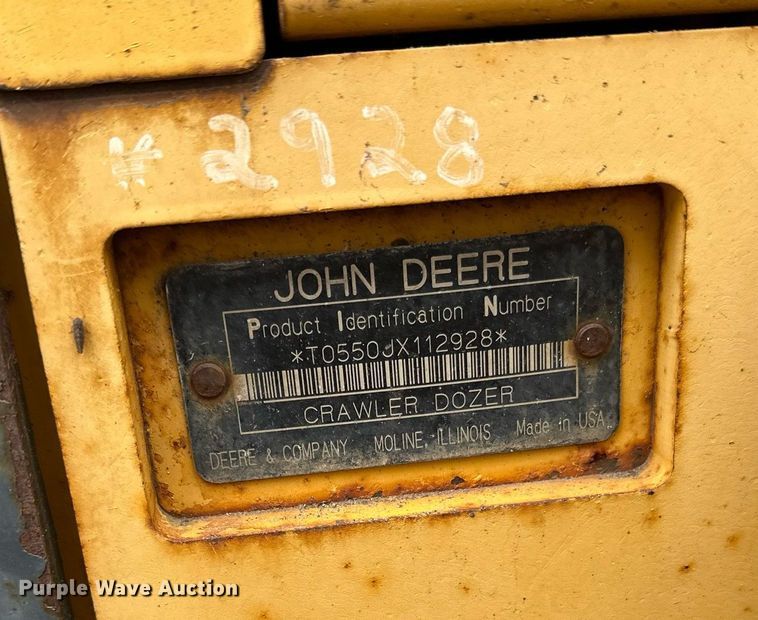 # 2928
JOHN DEERE
Product Identification Number
*T0550JX112928*
CRAWLER DOZER
DEERE & COMPANY MOLINE, ILLINOIS Made in USA
Purple Wave Auction